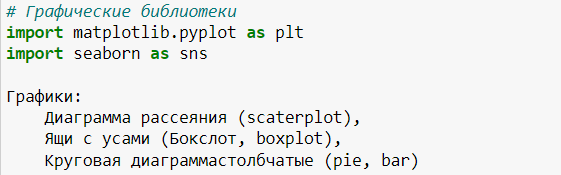 # Графические библиотеки
import matplotlib.pyplot as plt
import seaborn as sns
Графики:
Диаграмма рассеяния (scaterplot),
Ящи с усами (Бокслот, boxplot),
Круговая диаграммастолбчатые (pie, bar)